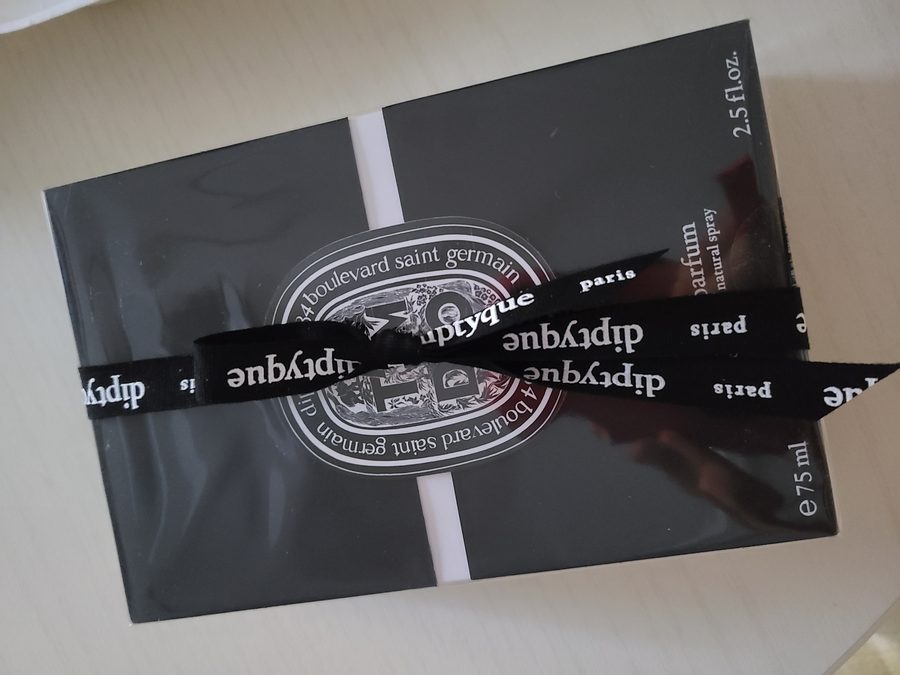 2.5 fl.oz.
parfum
natural spray
e 75 ml
34 boulevard saint germain
34 boulevard saint germain
diptyque paris
diptyque
diptyque paris
diptyque
diptyque paris